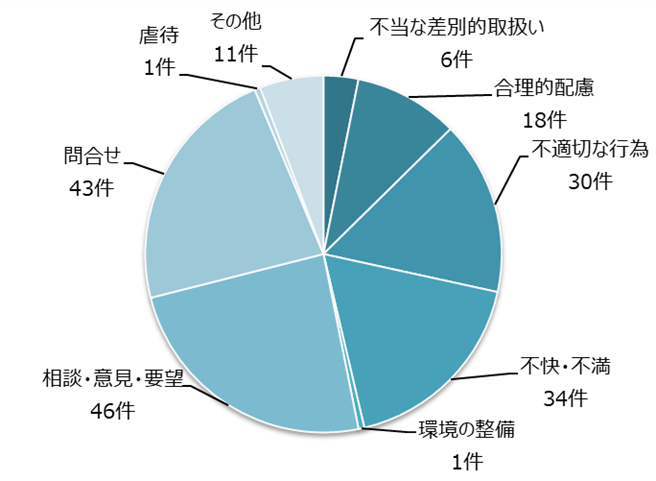 不当な差別的取扱い
6件
合理的配慮
18件
不適切な行為
30件
不快・不満
34件
環境の整備
1件
相談・意見・要望
46件
問合せ
43件
虐待
1件
その他
11件